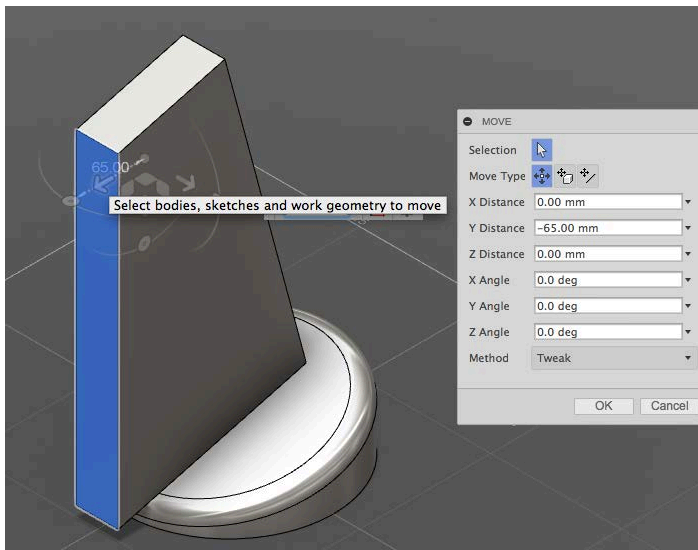 MOVE
Selection
Move Type
X Distance 0.00 mm
Y Distance -65.00 mm
Z Distance 0.00 mm
X Angle 0.0 deg
Y Angle 0.0 deg
Z Angle 0.0 deg
Method Tweak
OK Cancel
65.00
Select bodies, sketches and work geometry to move